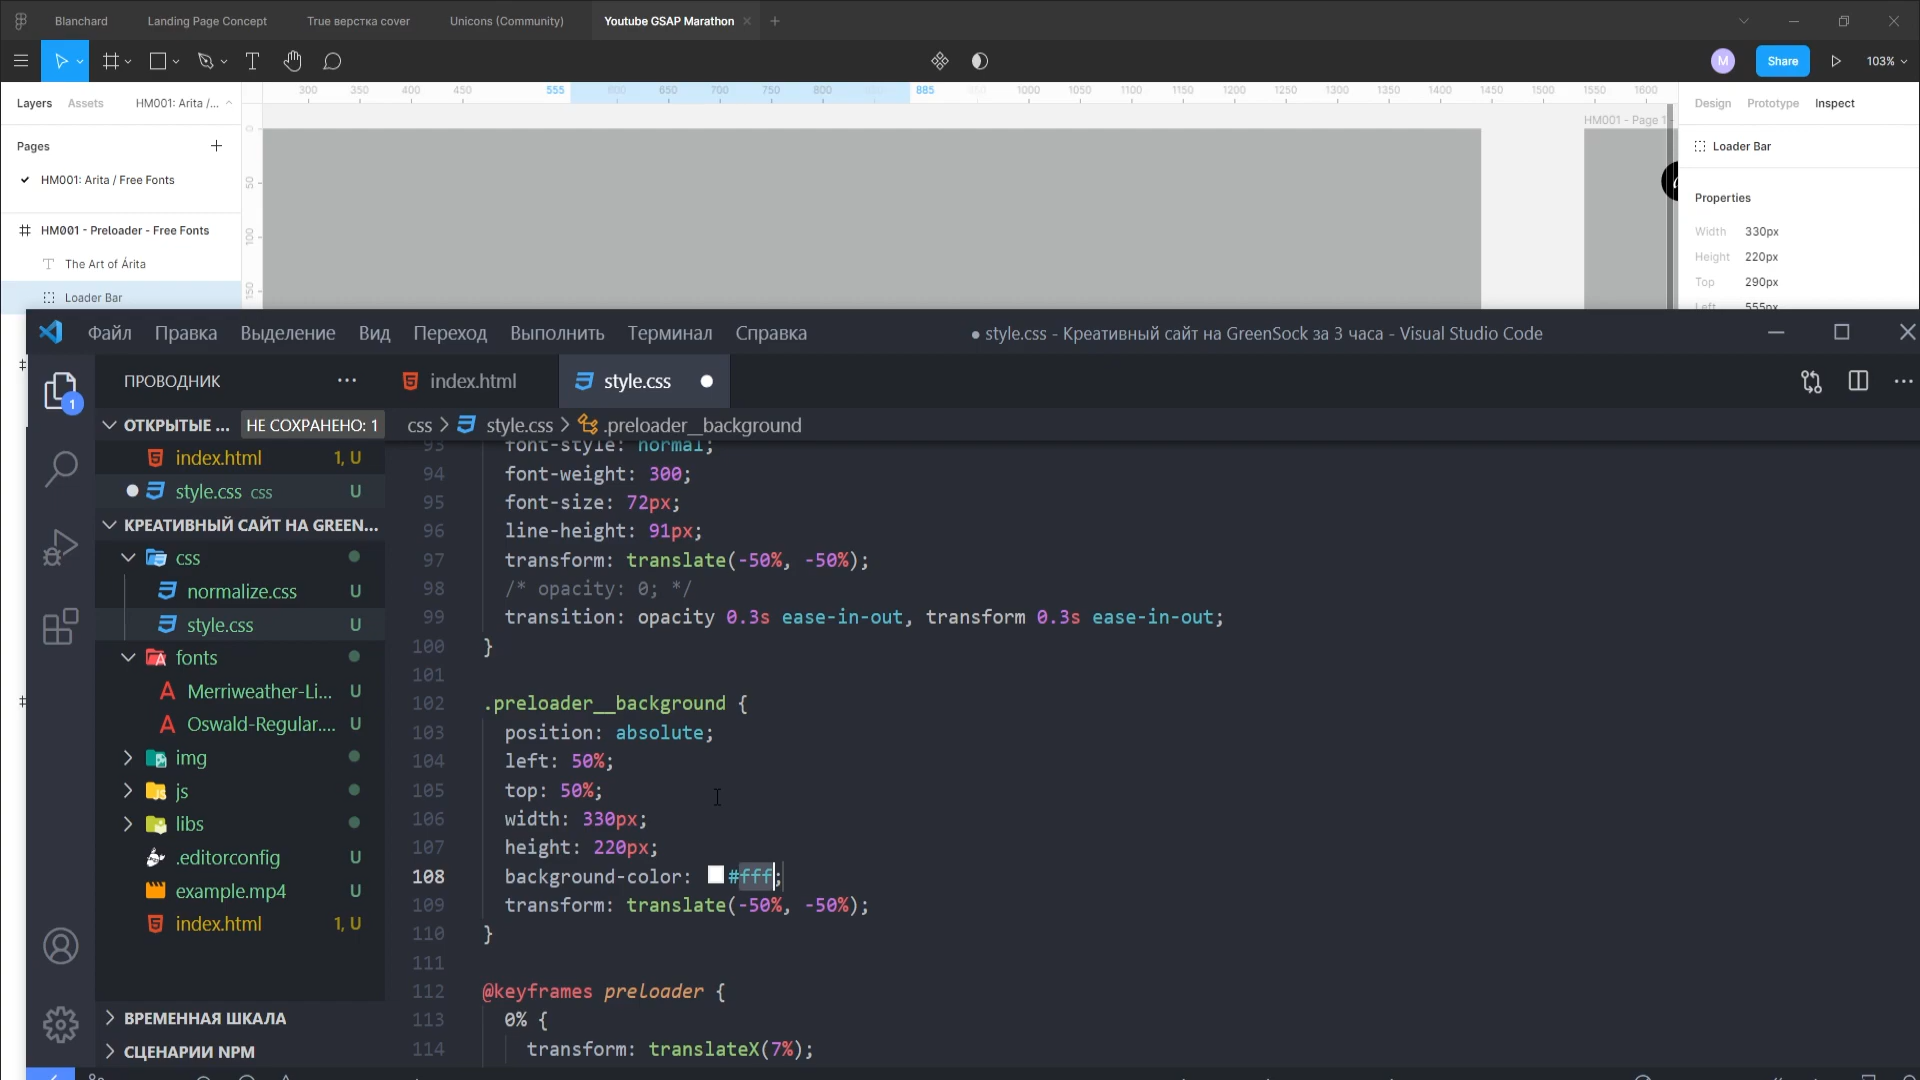 Blanchard
Landing Page Concept
True верстка cover
Unicons (Community)
Youtube GSAP Marathon
M
Share
103%
Layers
Assets
HM001: Arita /...
300 350 400 450 555 600 650 700 750 800 885 1000 1050 1100 1150 1200 1250 1300 1350 1400 1450 1500 1550 1600
Design
Prototype
Inspect
Pages
HM001: Arita / Free Fonts
HM001 - Preloader - Free Fonts
The Art of Árita
Loader Bar
0
50
100
150
HM001 - Page 1 -
Loader Bar
Properties
Width 330px
Height 220px
Top 290px
Left 555px
Файл Правка Выделение Вид Переход Выполнить Терминал Справка
● style.css - Креативный сайт на GreenSock за 3 часа - Visual Studio Code
1
ПРОВОДНИК
index.html
style.css
ОТКРЫТЫЕ ...
НЕ СОХРАНЕНО: 1
index.html 1, U
style.css css U
КРЕАТИВНЫЙ САЙТ НА GREEN...
css
normalize.css U
style.css U
fonts
Merriweather-Li... U
Oswald-Regular.... U
img
js
libs
.editorconfig U
example.mp4 U
index.html 1, U
ВРЕМЕННАЯ ШКАЛА
СЦЕНАРИИ NPM
css > style.css > .preloader__background
93 font-style: normal;
94 font-weight: 300;
95 font-size: 72px;
96 line-height: 91px;
97 transform: translate(-50%, -50%);
98 /* opacity: 0; */
99 transition: opacity 0.3s ease-in-out, transform 0.3s ease-in-out;
100 }
101
102 .preloader__background {
103 position: absolute;
104 left: 50%;
105 top: 50%;
106 width: 330px;
107 height: 220px;
108 background-color: #fff;
109 transform: translate(-50%, -50%);
110 }
111
112 @keyframes preloader {
113 0% {
114 transform: translateX(7%);